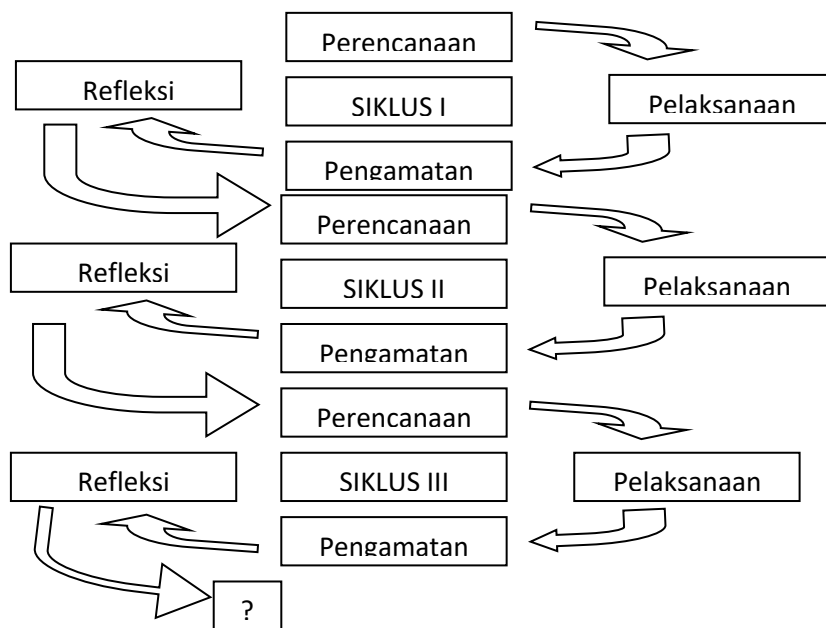 Perencanaan
Refleksi
SIKLUS I
Pelaksanaan
Pengamatan
Perencanaan
Refleksi
SIKLUS II
Pelaksanaan
Pengamatan
Perencanaan
Refleksi
SIKLUS III
Pelaksanaan
Pengamatan
?